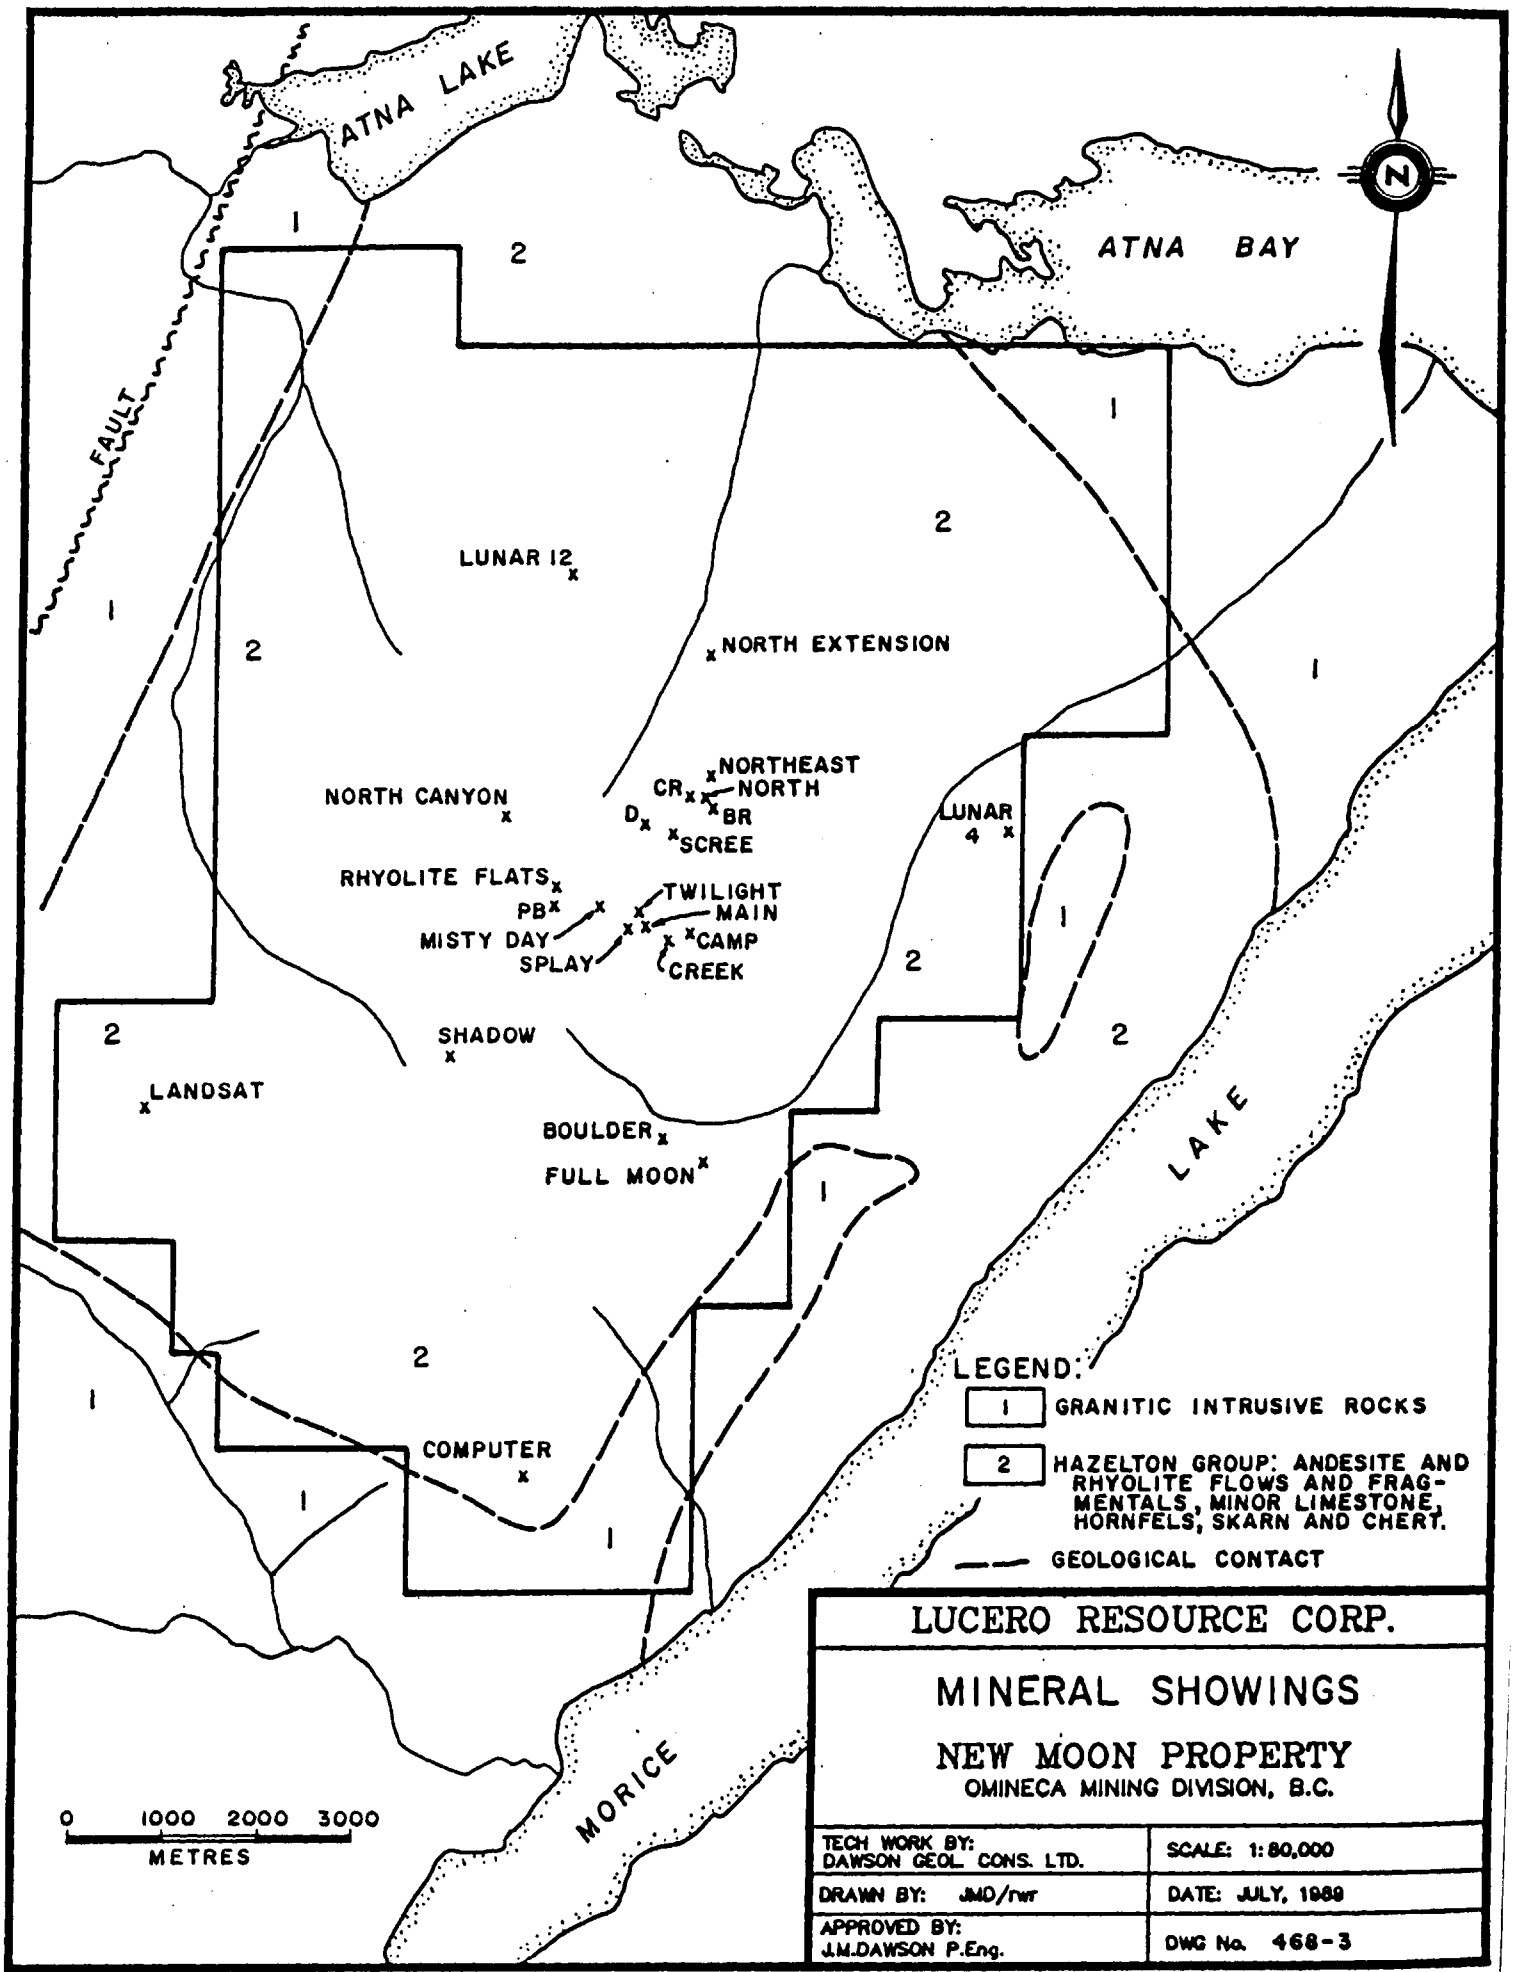 ATNA LAKE
N
1
2
ATNA BAY
FAULT
1
2
LUNAR 12
1
2
NORTH EXTENSION
1
NORTHEAST
CR
NORTH
NORTH CANYON
D
BR
LUNAR
4
SCREE
RHYOLITE FLATS
TWILIGHT
PB
MAIN
1
MISTY DAY
CAMP
SPLAY
CREEK
2
2
SHADOW
2
LANDSAT
LAKE
BOULDER
FULL MOON
1
2
1
COMPUTER
1
1
LEGEND:
1 GRANITIC INTRUSIVE ROCKS
2 HAZELTON GROUP: ANDESITE AND
RHYOLITE FLOWS AND FRAG-
MENTALS, MINOR LIMESTONE,
HORNFELS, SKARN AND CHERT.
GEOLOGICAL CONTACT
MORICE
0 1000 2000 3000
METRES
LUCERO RESOURCE CORP.
MINERAL SHOWINGS
NEW MOON PROPERTY
OMINECA MINING DIVISION, B.C.
TECH WORK BY:
DAWSON GEOL. CONS. LTD.
SCALE: 1:80,000
DRAWN BY: JMD/rwr
DATE: JULY, 1989
APPROVED BY:
J.M.DAWSON P.Eng.
DWG No. 468-3